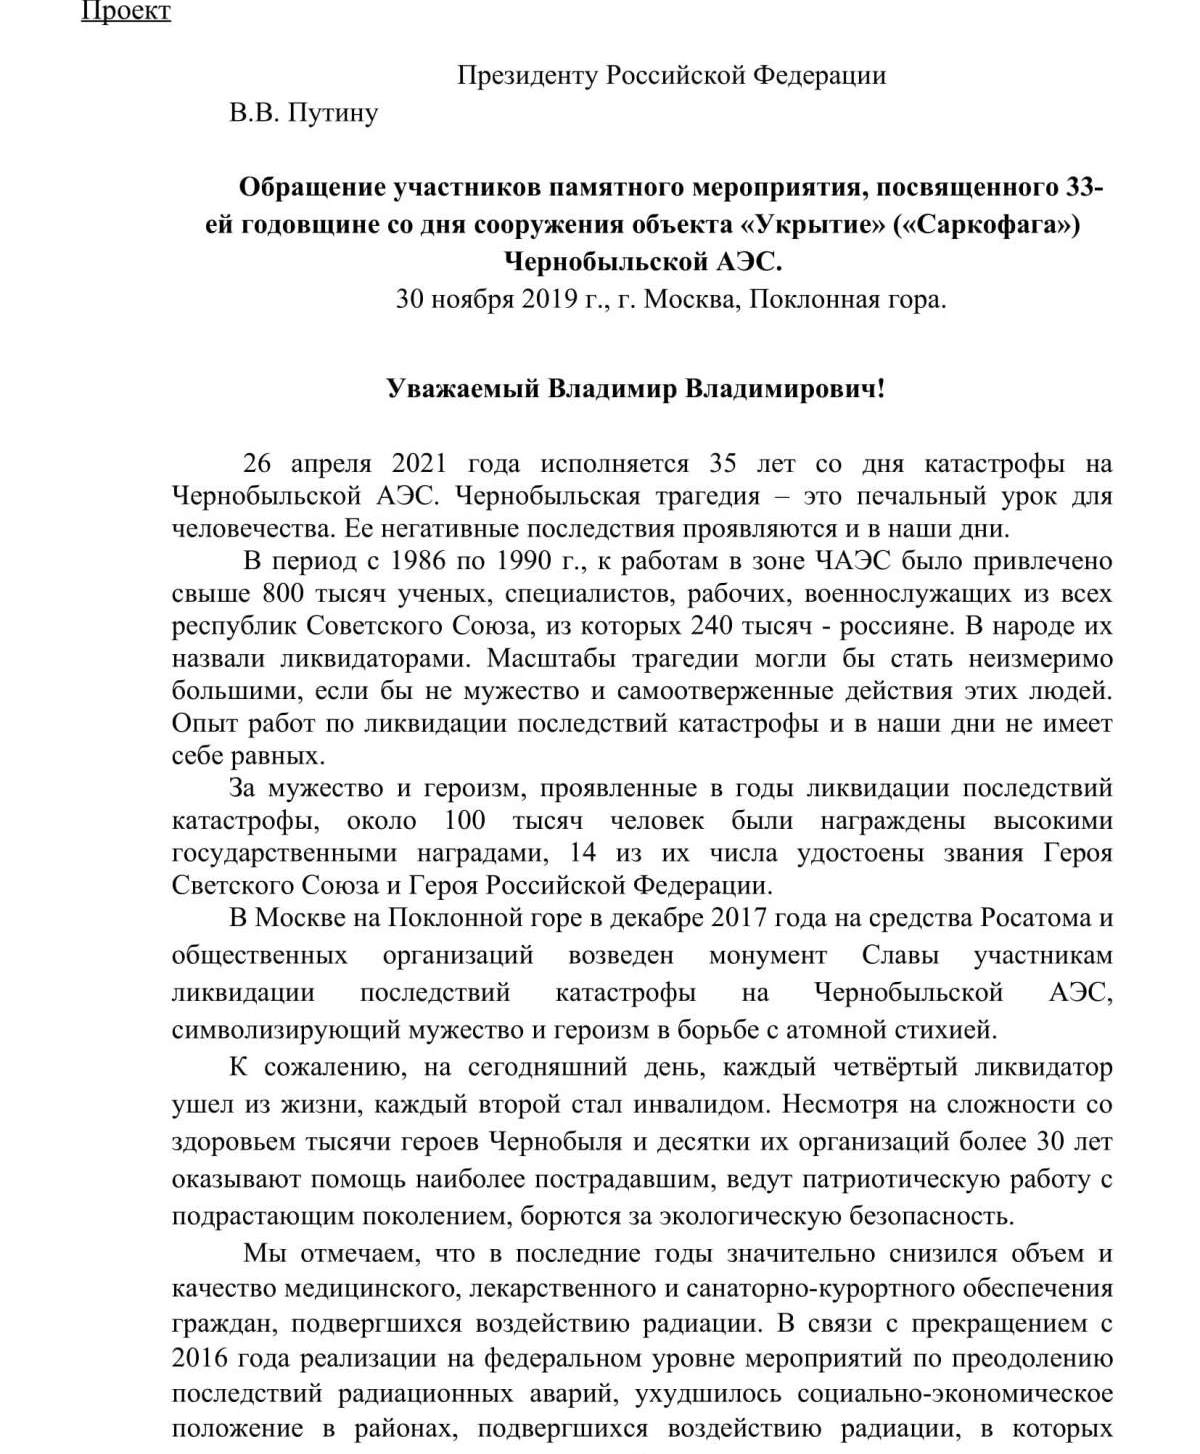 Проект
Президенту Российской Федерации
В.В. Путину
Обращение участников памятного мероприятия, посвященного 33-
ей годовщине со дня сооружения объекта «Укрытие» («Саркофага»)
Чернобыльской АЭС.
30 ноября 2019 г., г. Москва, Поклонная гора.
Уважаемый Владимир Владимирович!
26 апреля 2021 года исполняется 35 лет со дня катастрофы на
Чернобыльской АЭС. Чернобыльская трагедия – это печальный урок для
человечества. Ее негативные последствия проявляются и в наши дни.
В период с 1986 по 1990 г., к работам в зоне ЧАЭС было привлечено
свыше 800 тысяч ученых, специалистов, рабочих, военнослужащих из всех
республик Советского Союза, из которых 240 тысяч - россияне. В народе их
назвали ликвидаторами. Масштабы трагедии могли бы стать неизмеримо
большими, если бы не мужество и самоотверженные действия этих людей.
Опыт работ по ликвидации последствий катастрофы и в наши дни не имеет
себе равных.
За мужество и героизм, проявленные в годы ликвидации последствий
катастрофы, около 100 тысяч человек были награждены высокими
государственными наградами, 14 из их числа удостоены звания Героя
Светского Союза и Героя Российской Федерации.
В Москве на Поклонной горе в декабре 2017 года на средства Росатома и
общественных организаций возведен монумент Славы участникам
ликвидации последствий катастрофы на Чернобыльской АЭС,
символизирующий мужество и героизм в борьбе с атомной стихией.
К сожалению, на сегодняшний день, каждый четвёртый ликвидатор
ушел из жизни, каждый второй стал инвалидом. Несмотря на сложности со
здоровьем тысячи героев Чернобыля и десятки их организаций более 30 лет
оказывают помощь наиболее пострадавшим, ведут патриотическую работу с
подрастающим поколением, борются за экологическую безопасность.
Мы отмечаем, что в последние годы значительно снизился объем и
качество медицинского, лекарственного и санаторно-курортного обеспечения
граждан, подвергшихся воздействию радиации. В связи с прекращением с
2016 года реализации на федеральном уровне мероприятий по преодолению
последствий радиационных аварий, ухудшилось социально-экономическое
положение в районах, подвергшихся воздействию радиации, в которых